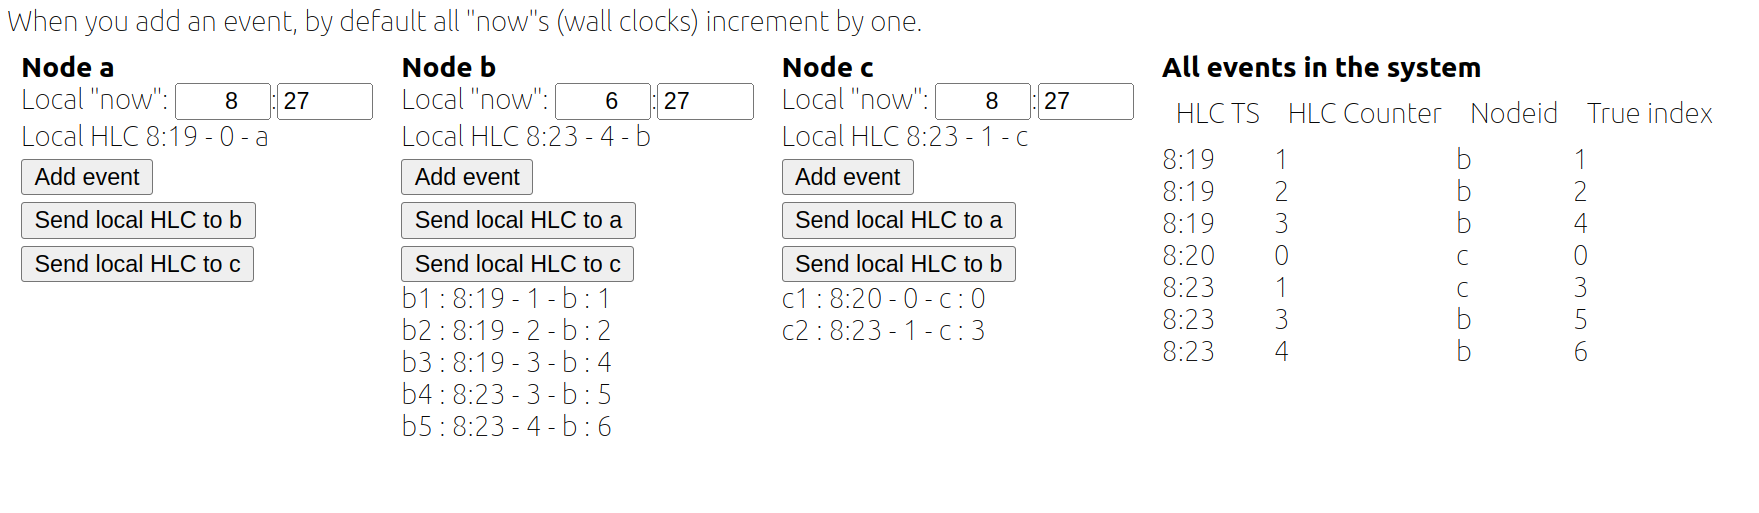 When you add an event, by default all "now"s (wall clocks) increment by one.
Node a
Local "now": 8 : 27
Local HLC 8:19 - 0 - a
Add event
Send local HLC to b
Send local HLC to c
Node b
Local "now": 6 : 27
Local HLC 8:23 - 4 - b
Add event
Send local HLC to a
Send local HLC to c
b1 : 8:19 - 1 - b : 1
b2 : 8:19 - 2 - b : 2
b3 : 8:19 - 3 - b : 4
b4 : 8:23 - 3 - b : 5
b5 : 8:23 - 4 - b : 6
Node c
Local "now": 8 : 27
Local HLC 8:23 - 1 - c
Add event
Send local HLC to a
Send local HLC to b
c1 : 8:20 - 0 - c : 0
c2 : 8:23 - 1 - c : 3
All events in the system
HLC TS HLC Counter Nodeid True index
8:19 1 b 1
8:19 2 b 2
8:19 3 b 4
8:20 0 c 0
8:23 1 c 3
8:23 3 b 5
8:23 4 b 6